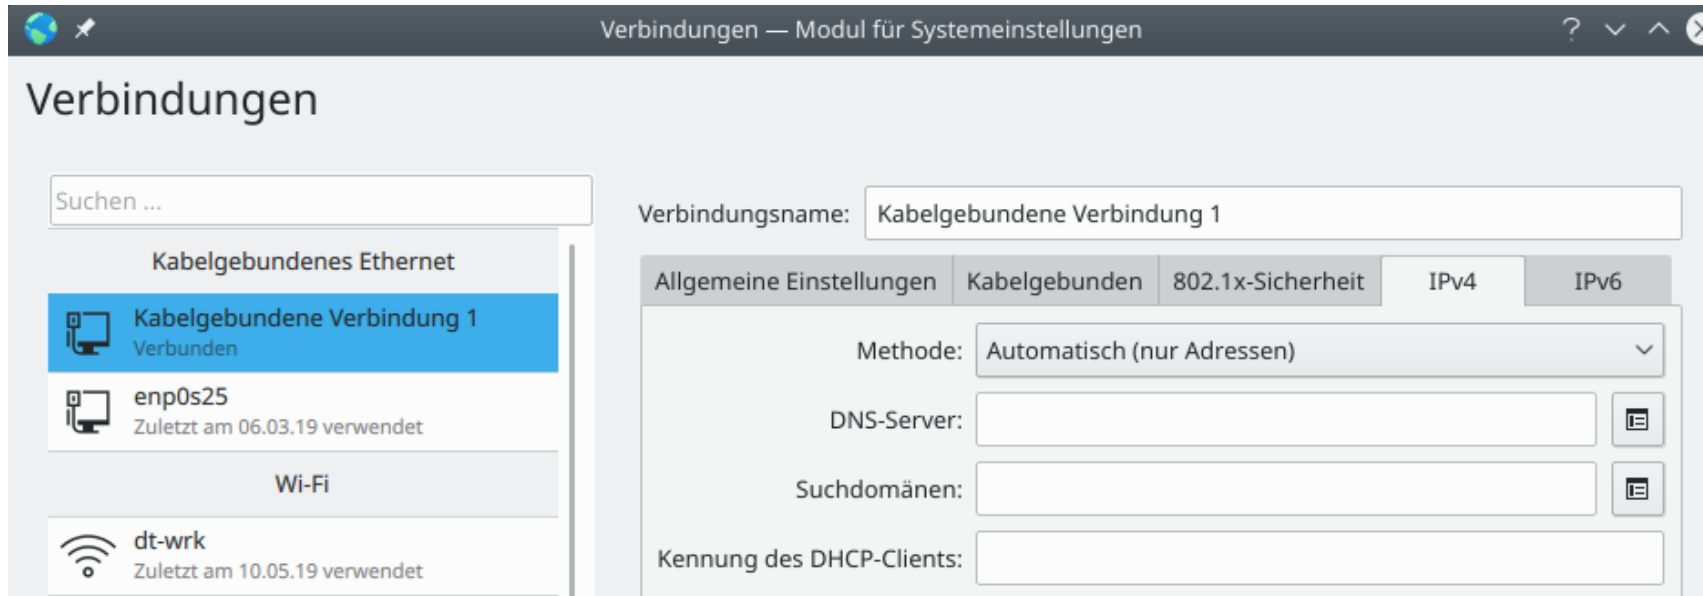 Verbindungen — Modul für Systemeinstellungen
Verbindungen
Suchen ...
Kabelgebundenes Ethernet
Kabelgebundene Verbindung 1
Verbunden
enp0s25
Zuletzt am 06.03.19 verwendet
Wi-Fi
dt-wrk
Zuletzt am 10.05.19 verwendet
Verbindungsname: Kabelgebundene Verbindung 1
Allgemeine Einstellungen Kabelgebunden 802.1x-Sicherheit IPv4 IPv6
Methode: Automatisch (nur Adressen)
DNS-Server:
Suchdomänen:
Kennung des DHCP-Clients: